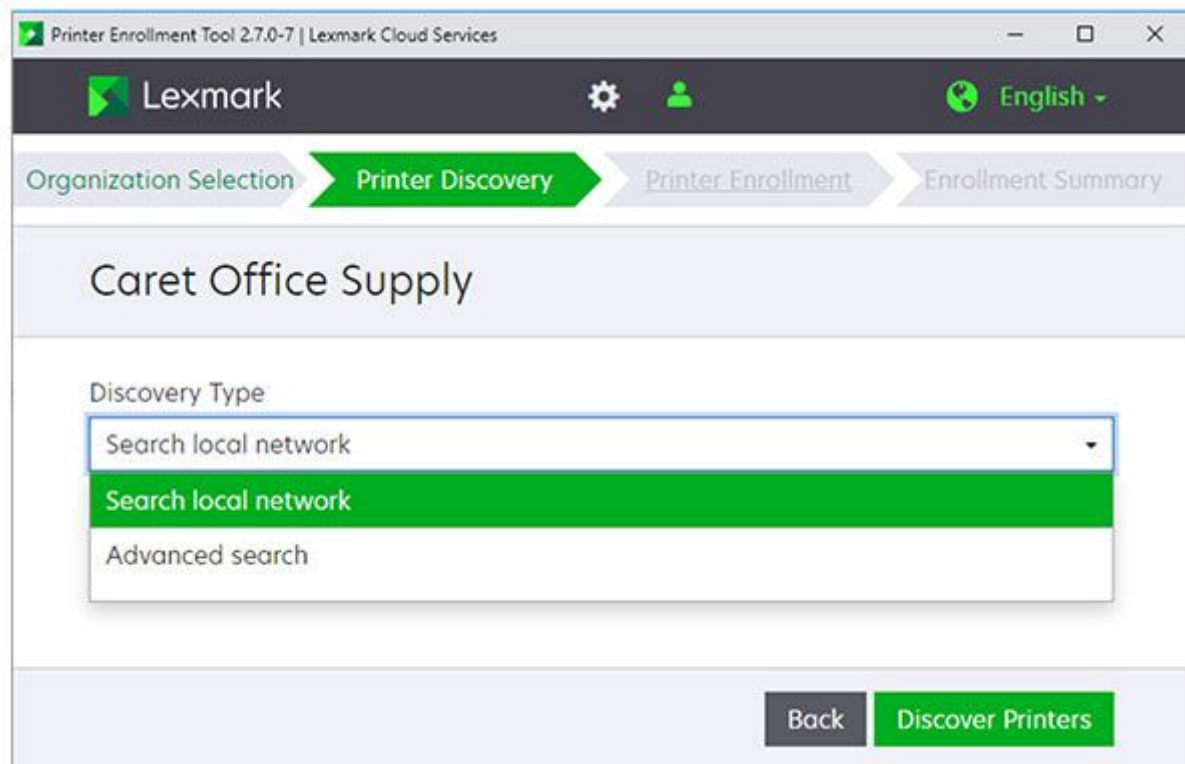 Printer Enrollment Tool 2.7.0-7 | Lexmark Cloud Services
Lexmark
English
Organization Selection
Printer Discovery
Printer Enrollment
Enrollment Summary
Caret Office Supply
Discovery Type
Search local network
Search local network
Advanced search
Back
Discover Printers